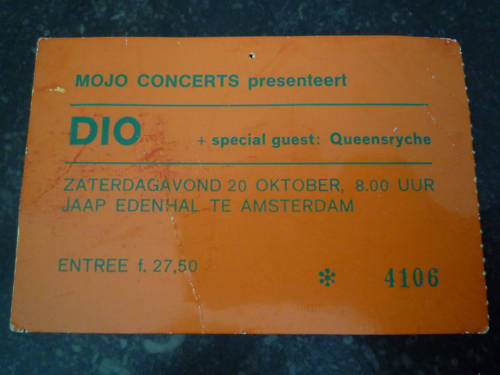 MOJO CONCERTS presenteert
DIO + special guest: Queensryche
ZATERDAGAVOND 20 OKTOBER, 8.00 UUR
JAAP EDENHAL TE AMSTERDAM
ENTREE f. 27,50 * 4106